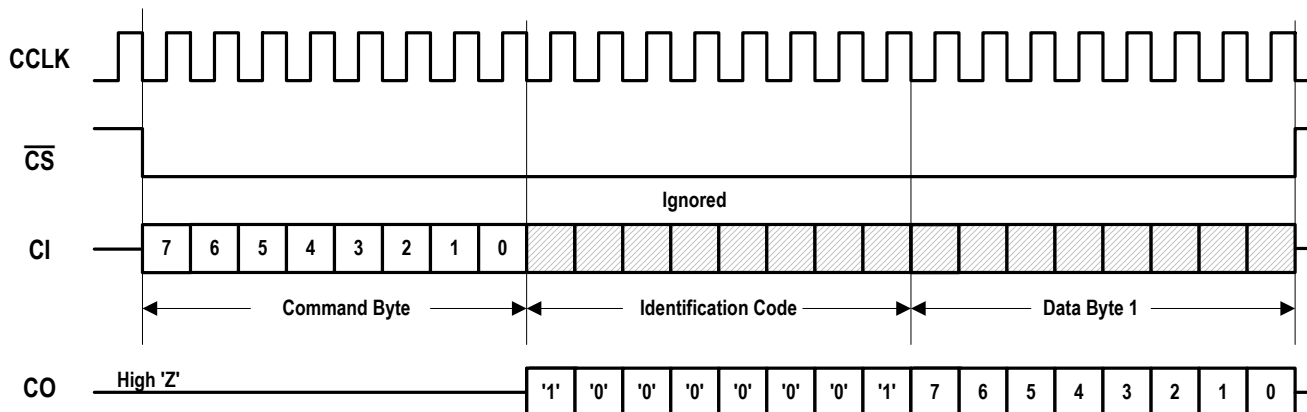 CCLK
CS
Ignored
CI 7 6 5 4 3 2 1 0
Command Byte Identification Code Data Byte 1
High 'Z'
CO '1' '0' '0' '0' '0' '0' '0' '1' 7 6 5 4 3 2 1 0